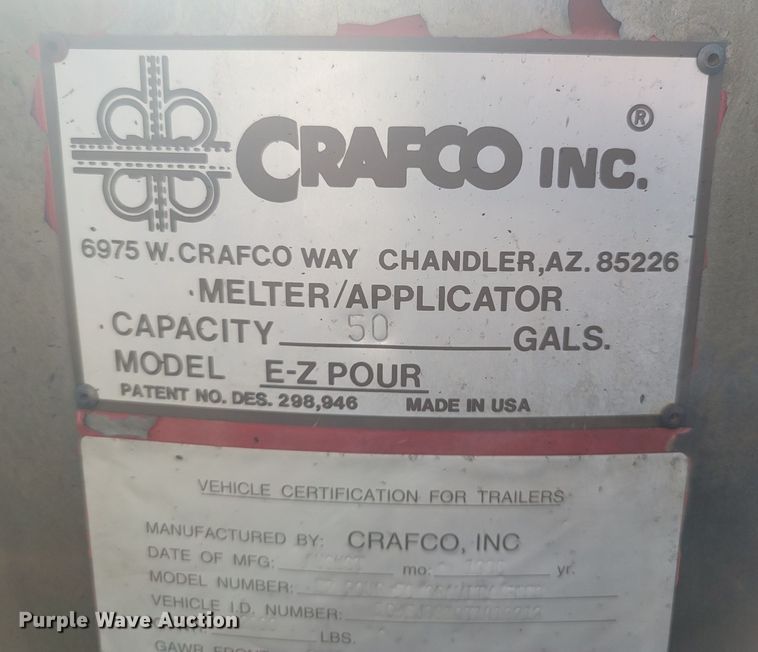 CRAFCO INC. ®
6975 W. CRAFCO WAY CHANDLER, AZ. 85226
MELTER/APPLICATOR
CAPACITY 50 GALS.
MODEL E-Z POUR
PATENT NO. DES. 298,946 MADE IN USA
VEHICLE CERTIFICATION FOR TRAILERS
MANUFACTURED BY: CRAFCO, INC
DATE OF MFG: mo: yr.
MODEL NUMBER:
VEHICLE I.D. NUMBER:
LBS.
Purple Wave Auction
GAWR